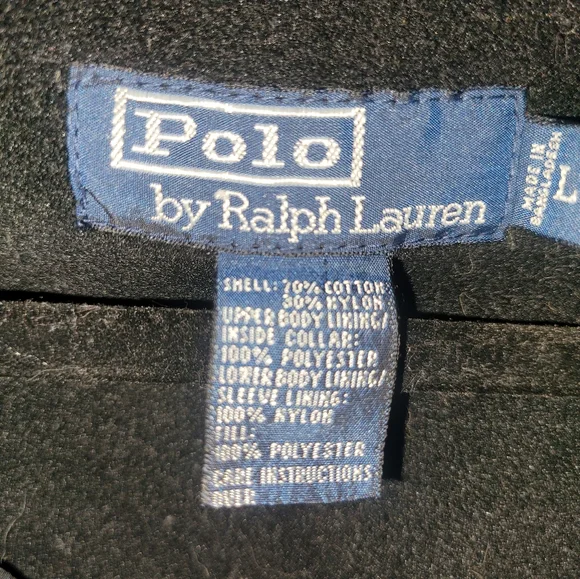 Polo
by Ralph Lauren
MADE IN
BANGLADESH
L
SHELL: 70% COTTON
30% NYLON
UPPER BODY LINING/
INSIDE COLLAR:
100% POLYESTER
LOWER BODY LINING/
SLEEVE LINING:
100% NYLON
FILL:
100% POLYESTER
CARE INSTRUCTIONS
OVER